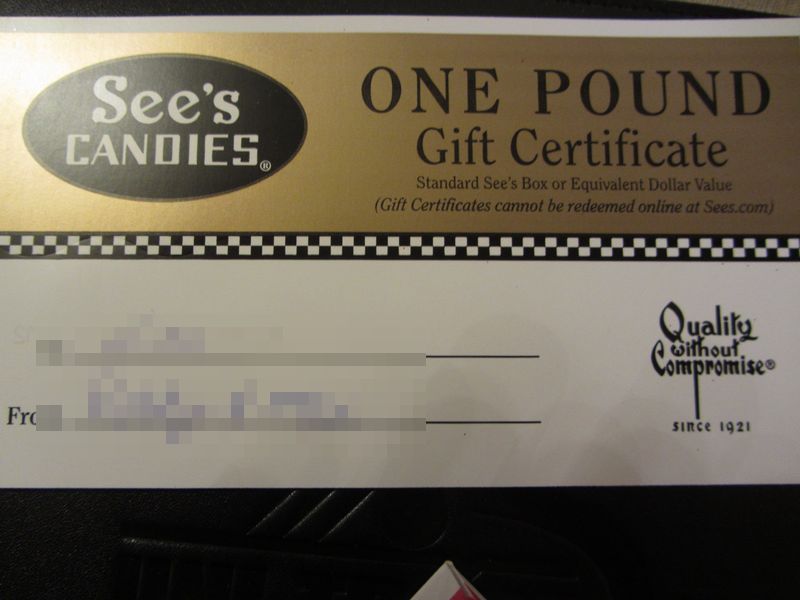 See's
CANDIES®
ONE POUND
Gift Certificate
Standard See's Box or Equivalent Dollar Value
(Gift Certificates cannot be redeemed online at Sees.com)
Quality
without
Compromise®
SINCE 1921